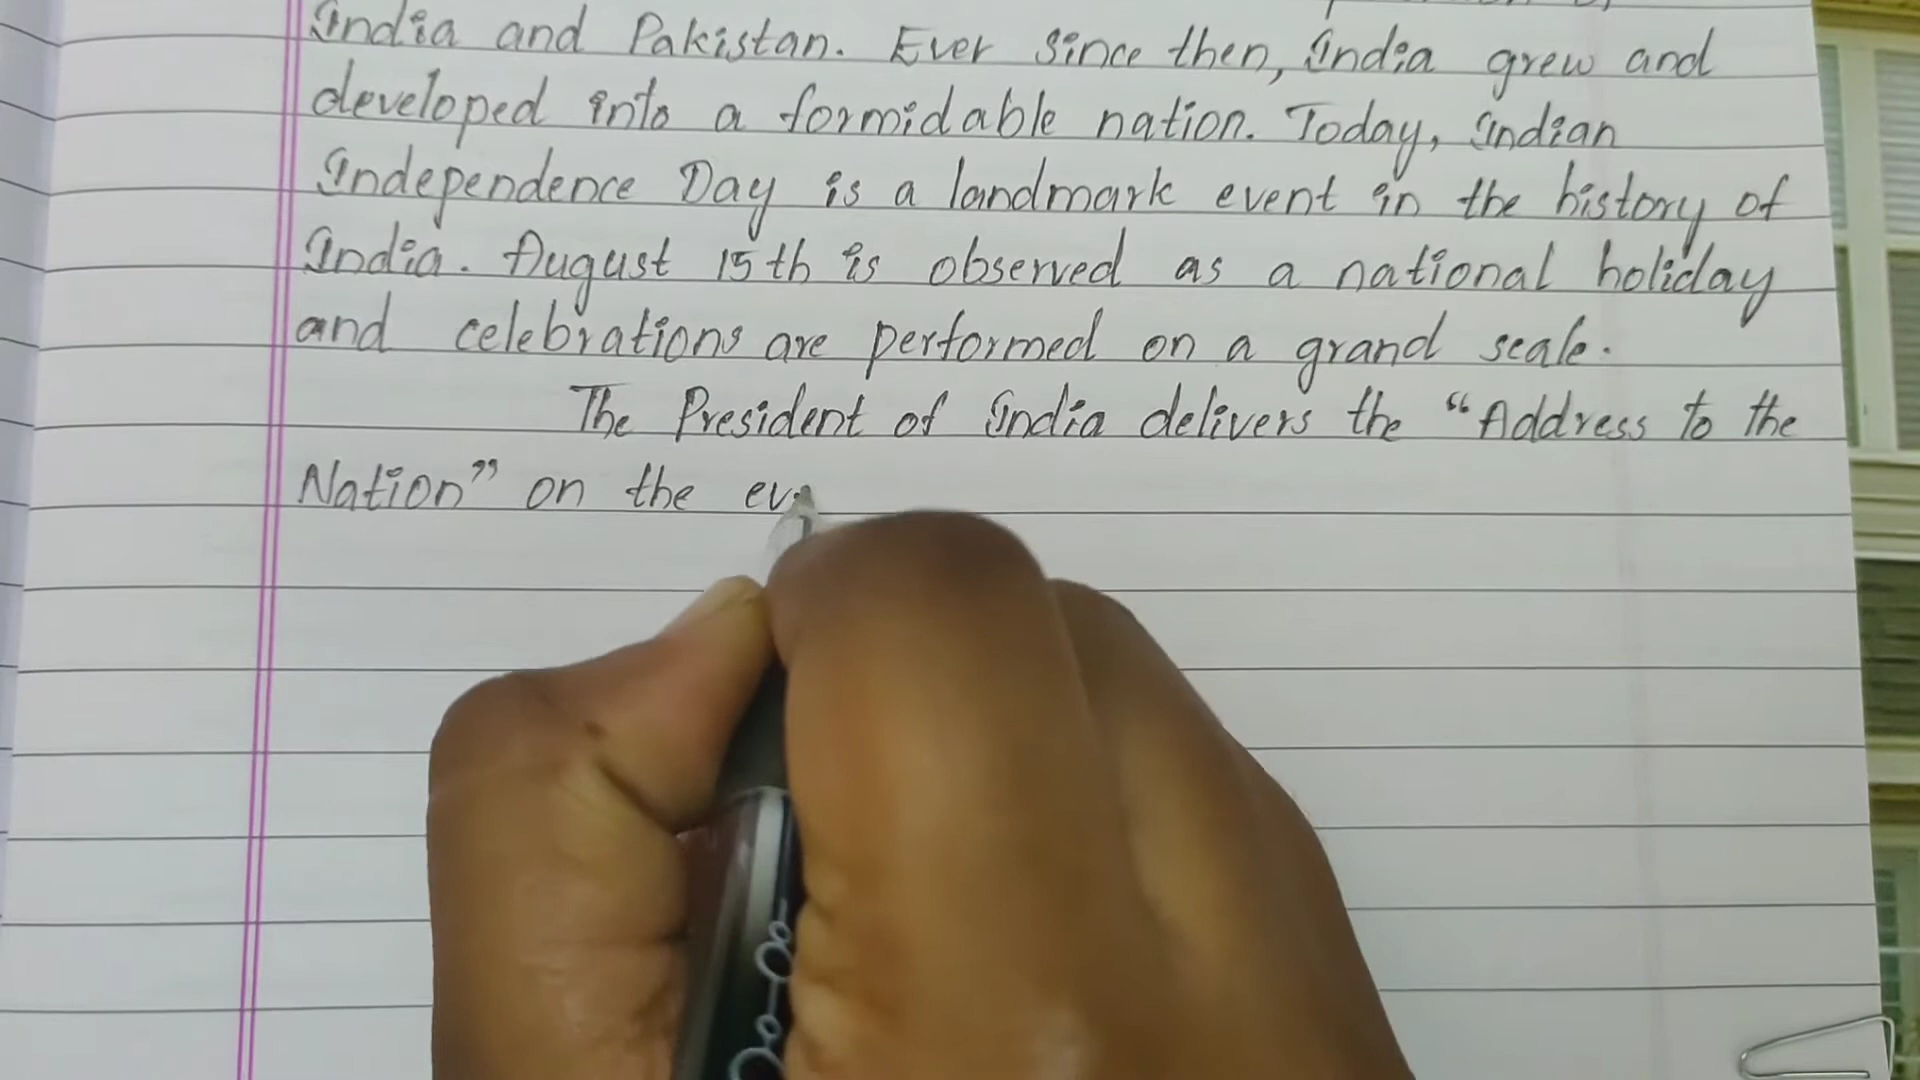 India and Pakistan. Ever since then, India grew and
developed into a formidable nation. Today, Indian
Independence Day is a landmark event in the history of
India. August 15th is observed as a national holiday
and celebrations are performed on a grand scale.
The President of India delivers the “Address to the
Nation” on the ev